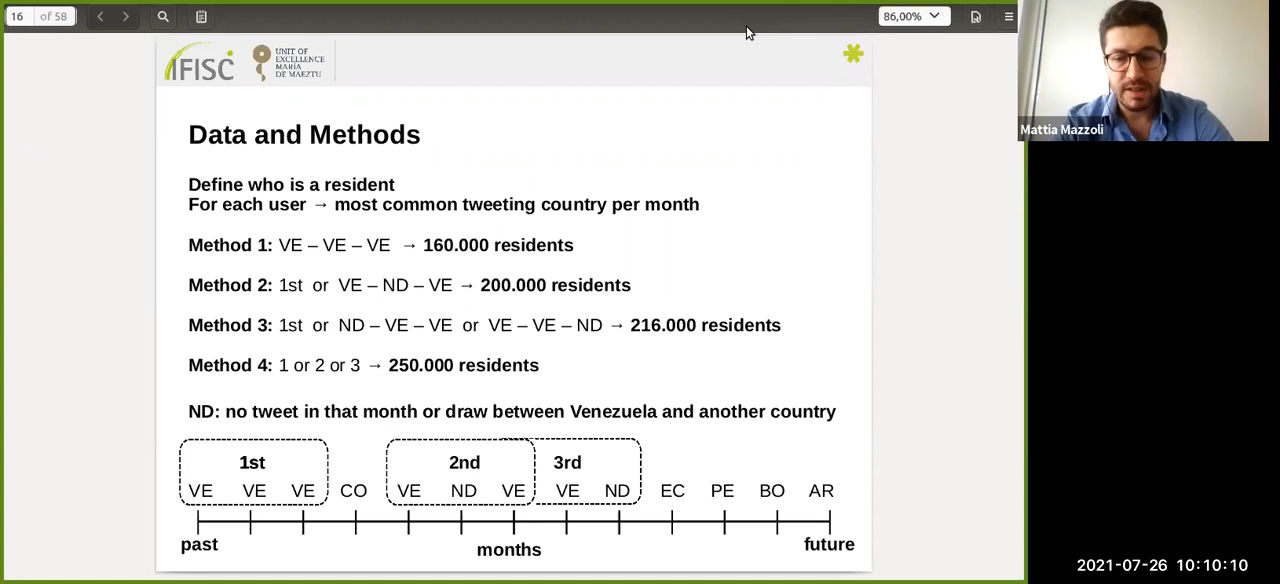 16 of 58
86,00%
IFISC
UNIT OF
EXCELLENCE
MARÍA
DE MAEZTU
Mattia Mazzoli
Data and Methods
Define who is a resident
For each user → most common tweeting country per month
Method 1: VE – VE – VE → 160.000 residents
Method 2: 1st or VE – ND – VE → 200.000 residents
Method 3: 1st or ND – VE – VE or VE – VE – ND → 216.000 residents
Method 4: 1 or 2 or 3 → 250.000 residents
ND: no tweet in that month or draw between Venezuela and another country
1st 2nd 3rd
VE VE VE CO VE ND VE VE ND EC PE BO AR
past months future
2021-07-26 10:10:10